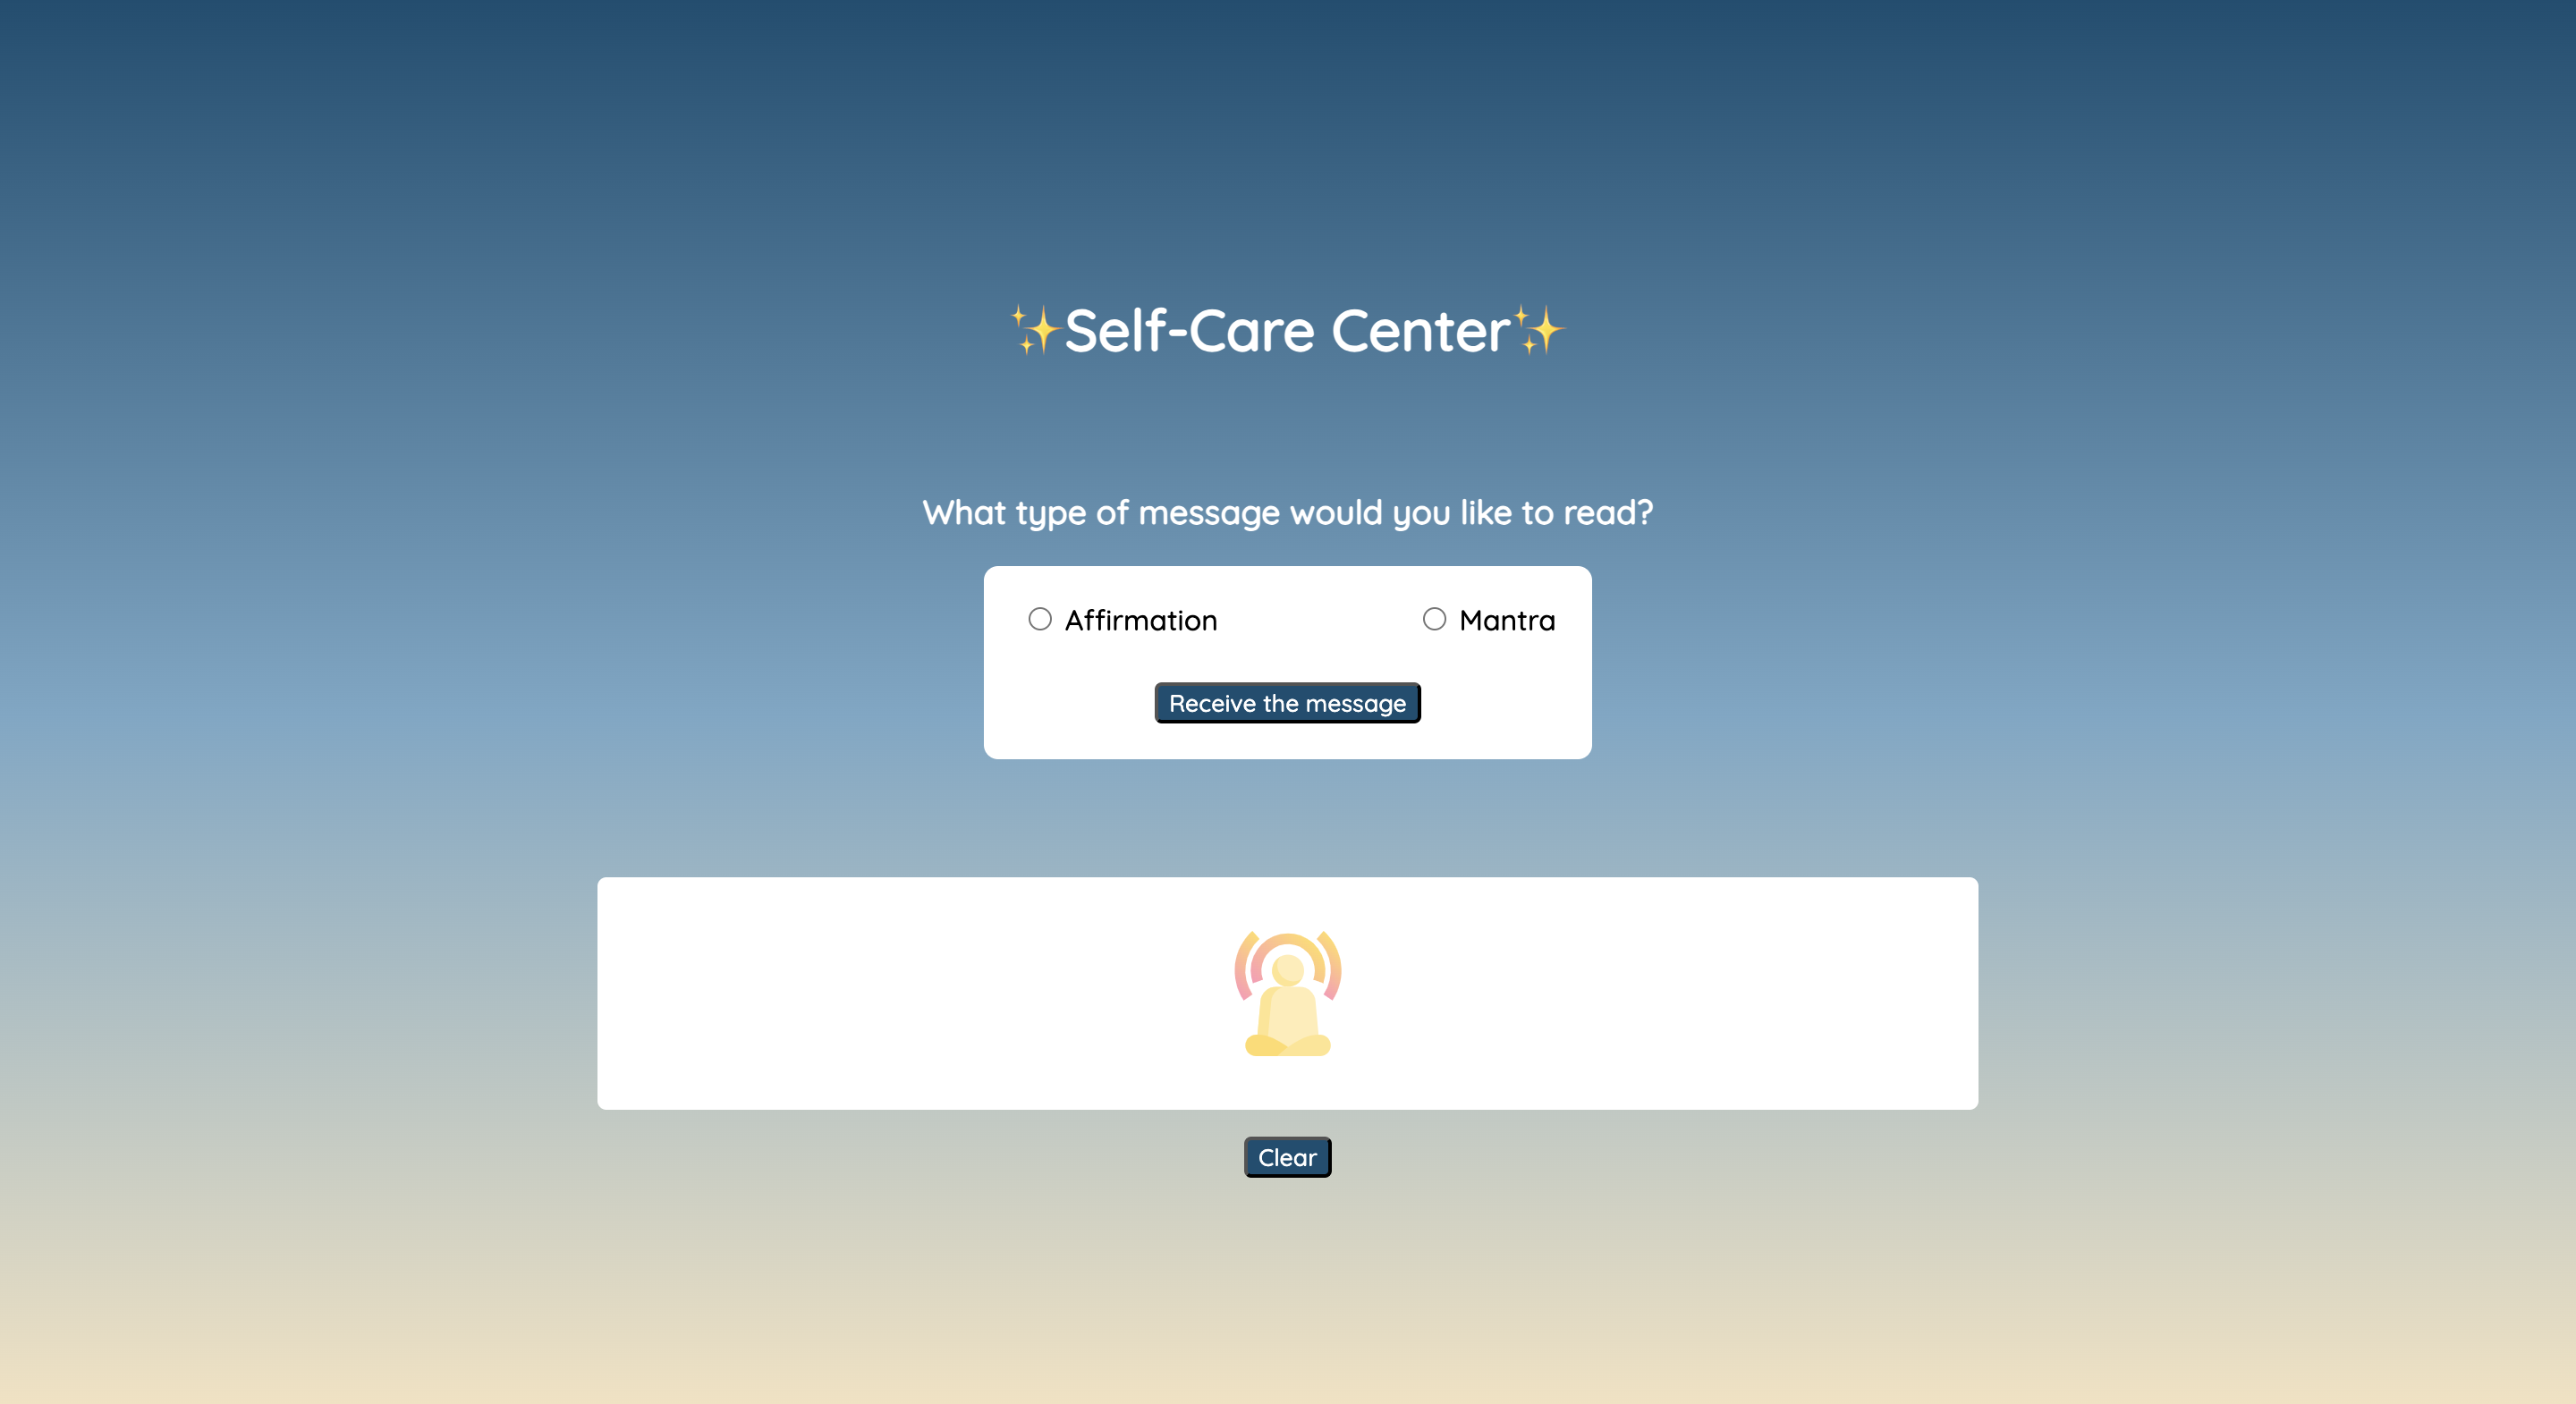 ✨Self-Care Center✨
What type of message would you like to read?
Affirmation Mantra
Receive the message
Clear